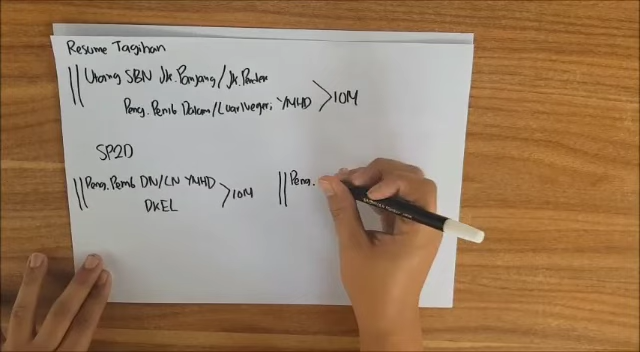 Resume Tagihan
Utang SBN Jk. Panjang / Jk. Pendek
Peng. Pemb Dalam / Luar Negeri YMHD > 10M
SP2D
Peng. Pemb DN/LN YMHD
DKEL
> 10M
Peng.